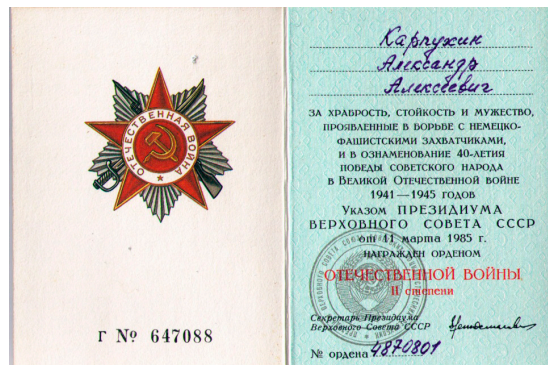 ОТЕЧЕСТВЕННАЯ ВОЙНА
Г № 647088
Карпухин
Александр
Алексеевич
ЗА ХРАБРОСТЬ, СТОЙКОСТЬ И МУЖЕСТВО,
ПРОЯВЛЕННЫЕ В БОРЬБЕ С НЕМЕЦКО-
ФАШИСТСКИМИ ЗАХВАТЧИКАМИ,
И В ОЗНАМЕНОВАНИЕ 40-ЛЕТИЯ
ПОБЕДЫ СОВЕТСКОГО НАРОДА
В ВЕЛИКОЙ ОТЕЧЕСТВЕННОЙ ВОЙНЕ
1941—1945 ГОДОВ
УКАЗОМ ПРЕЗИДИУМА
ВЕРХОВНОГО СОВЕТА СССР
от 11 марта 1985 г.
НАГРАЖДЕН ОРДЕНОМ
ОТЕЧЕСТВЕННОЙ ВОЙНЫ
II степени
Секретарь Президиума
Верховного Совета СССР
№ ордена 4870801